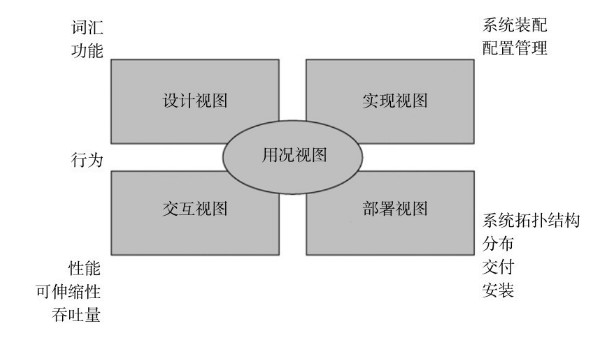 词汇
功能
系统装配
配置管理
设计视图
实现视图
用况视图
行为
交互视图
部署视图
性能
可伸缩性
吞吐量
系统拓扑结构
分布
交付
安装